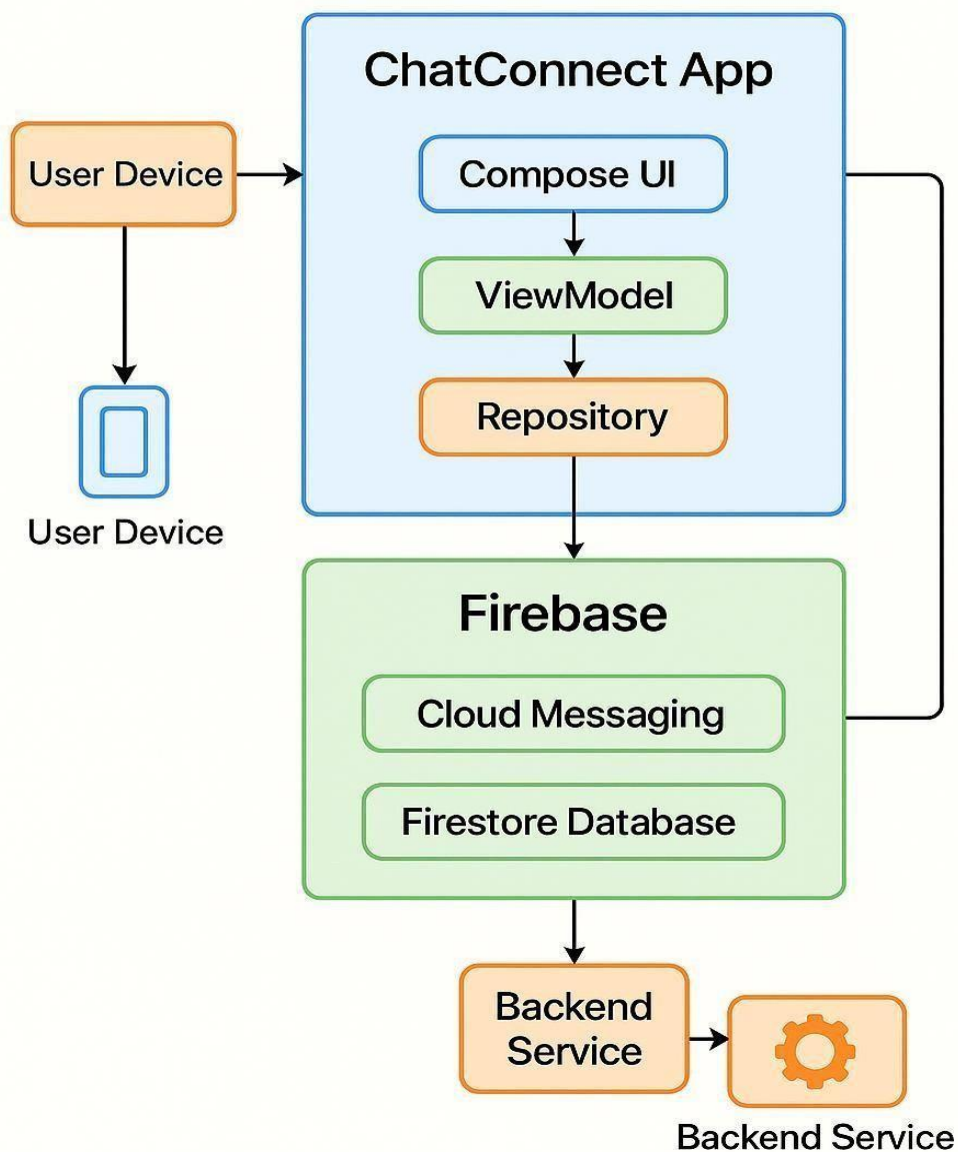 ChatConnect App
User Device
Compose UI
ViewModel
Repository
User Device
Firebase
Cloud Messaging
Firestore Database
Backend
Service
Backend Service